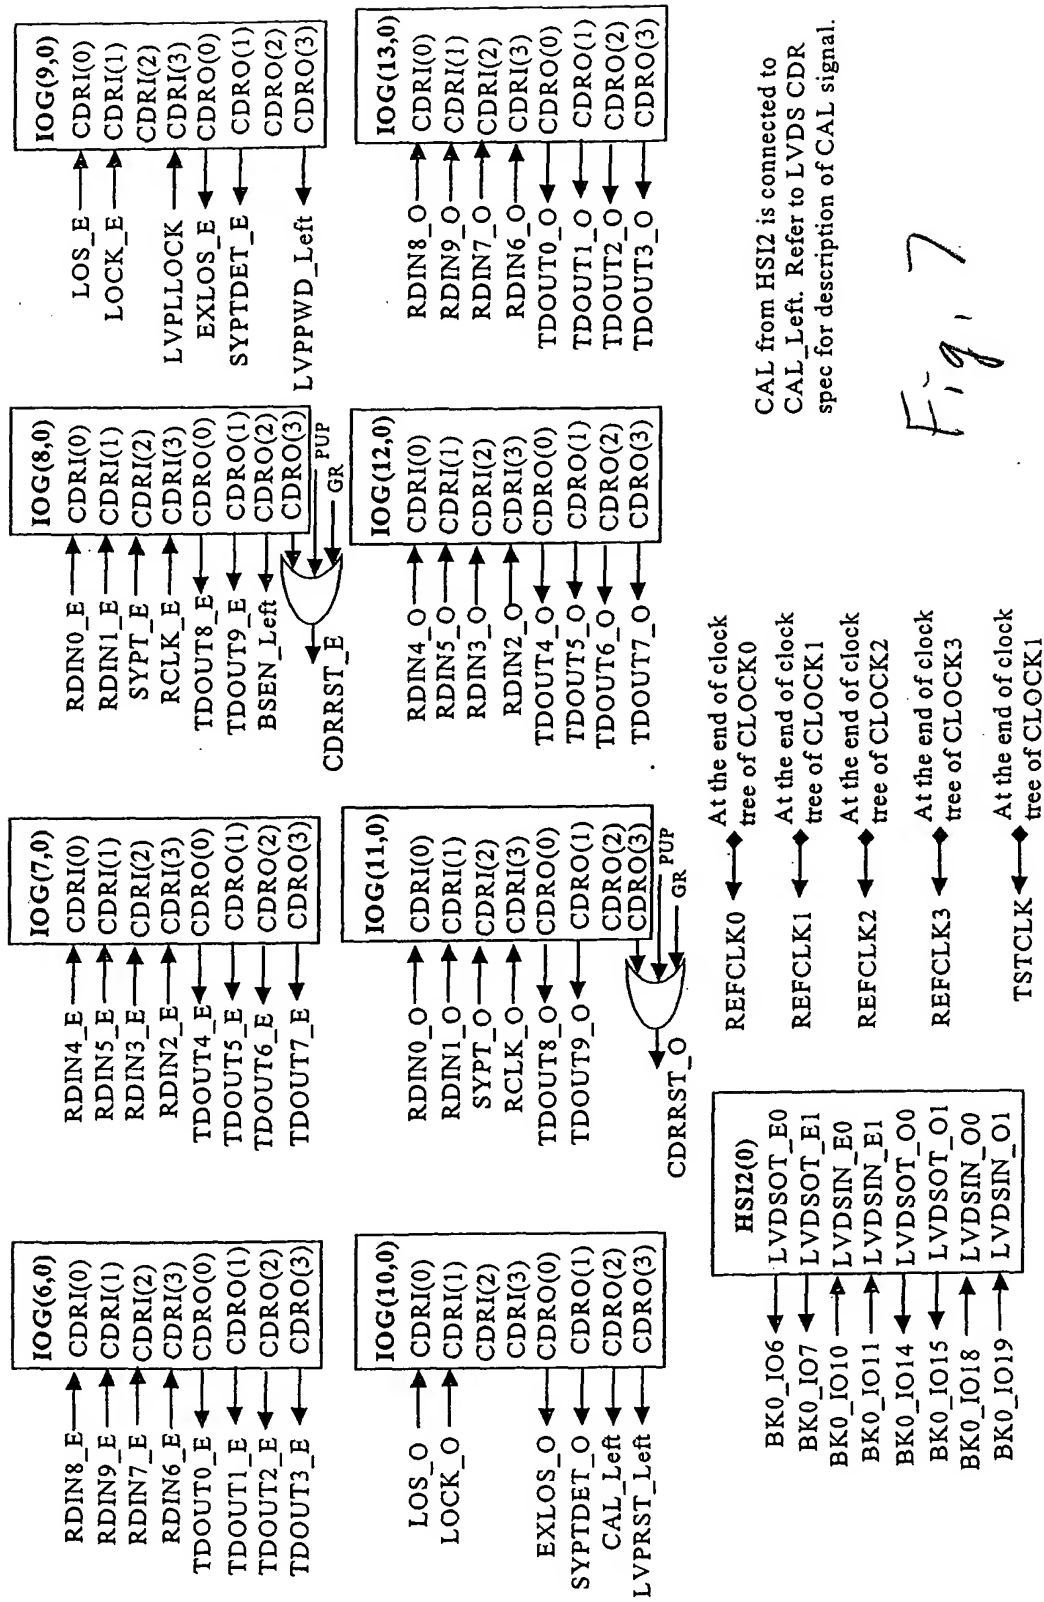 IOG(6,0)
RDIN8_E CDRI(0)
RDIN9_E CDRI(1)
RDIN7_E CDRI(2)
RDIN6_E CDRI(3)
TDOUT0_E CDRO(0)
TDOUT1_E CDRO(1)
TDOUT2_E CDRO(2)
TDOUT3_E CDRO(3)
IOG(7,0)
RDIN4_E CDRI(0)
RDIN5_E CDRI(1)
RDIN3_E CDRI(2)
RDIN2_E CDRI(3)
TDOUT4_E CDRO(0)
TDOUT5_E CDRO(1)
TDOUT6_E CDRO(2)
TDOUT7_E CDRO(3)
IOG(8,0)
RDIN0_E CDRI(0)
RDIN1_E CDRI(1)
SYPT_E CDRI(2)
RCLK_E CDRI(3)
TDOUT8_E CDRO(0)
TDOUT9_E CDRO(1)
BSEN_Left CDRO(2)
CDRO(3)
PUP
GR
CDRRST_E
IOG(9,0)
LOS_E CDRI(0)
LOCK_E CDRI(1)
CDRI(2)
LVPLLOCK CDRI(3)
EXLOS_E CDRO(0)
SYPTDET_E CDRO(1)
CDRO(2)
LVPPWD_Left CDRO(3)
IOG(10,0)
LOS_O CDRI(0)
LOCK_O CDRI(1)
CDRI(2)
CDRI(3)
EXLOS_O CDRO(0)
SYPTDET_O CDRO(1)
CAL_Left CDRO(2)
LVPRST_Left CDRO(3)
IOG(11,0)
RDIN0_O CDRI(0)
RDIN1_O CDRI(1)
SYPT_O CDRI(2)
RCLK_O CDRI(3)
TDOUT8_O CDRO(0)
TDOUT9_O CDRO(1)
CDRO(2)
CDRO(3)
PUP
GR
CDRRST_O
IOG(12,0)
RDIN4_O CDRI(0)
RDIN5_O CDRI(1)
RDIN3_O CDRI(2)
RDIN2_O CDRI(3)
TDOUT4_O CDRO(0)
TDOUT5_O CDRO(1)
TDOUT6_O CDRO(2)
TDOUT7_O CDRO(3)
IOG(13,0)
RDIN8_O CDRI(0)
RDIN9_O CDRI(1)
RDIN7_O CDRI(2)
RDIN6_O CDRI(3)
TDOUT0_O CDRO(0)
TDOUT1_O CDRO(1)
TDOUT2_O CDRO(2)
TDOUT3_O CDRO(3)
HSI2(0)
BK0_IO6 LVDSOT_E0
BK0_IO7 LVDSOT_E1
BK0_IO10 LVDSIN_E0
BK0_IO11 LVDSIN_E1
BK0_IO14 LVDSOT_O0
BK0_IO15 LVDSOT_O1
BK0_IO18 LVDSIN_O0
BK0_IO19 LVDSIN_O1
REFCLK0 At the end of clock
tree of CLOCK0
REFCLK1 At the end of clock
tree of CLOCK1
REFCLK2 At the end of clock
tree of CLOCK2
REFCLK3 At the end of clock
tree of CLOCK3
TSTCLK At the end of clock
tree of CLOCK1
CAL from HSI2 is connected to
CAL_Left. Refer to LVDS CDR
spec for description of CAL signal.
Fig. 7